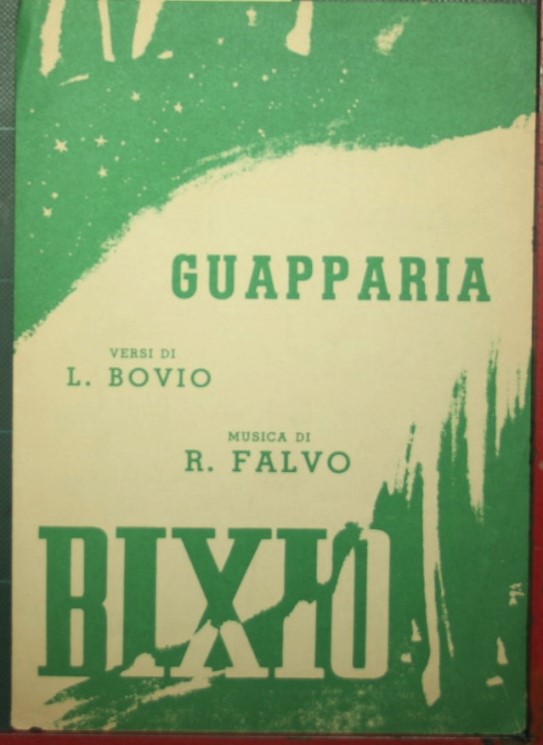 GUAPPARIA
VERSI DI
L. BOVIO
MUSICA DI
R. FALVO
BIXIO